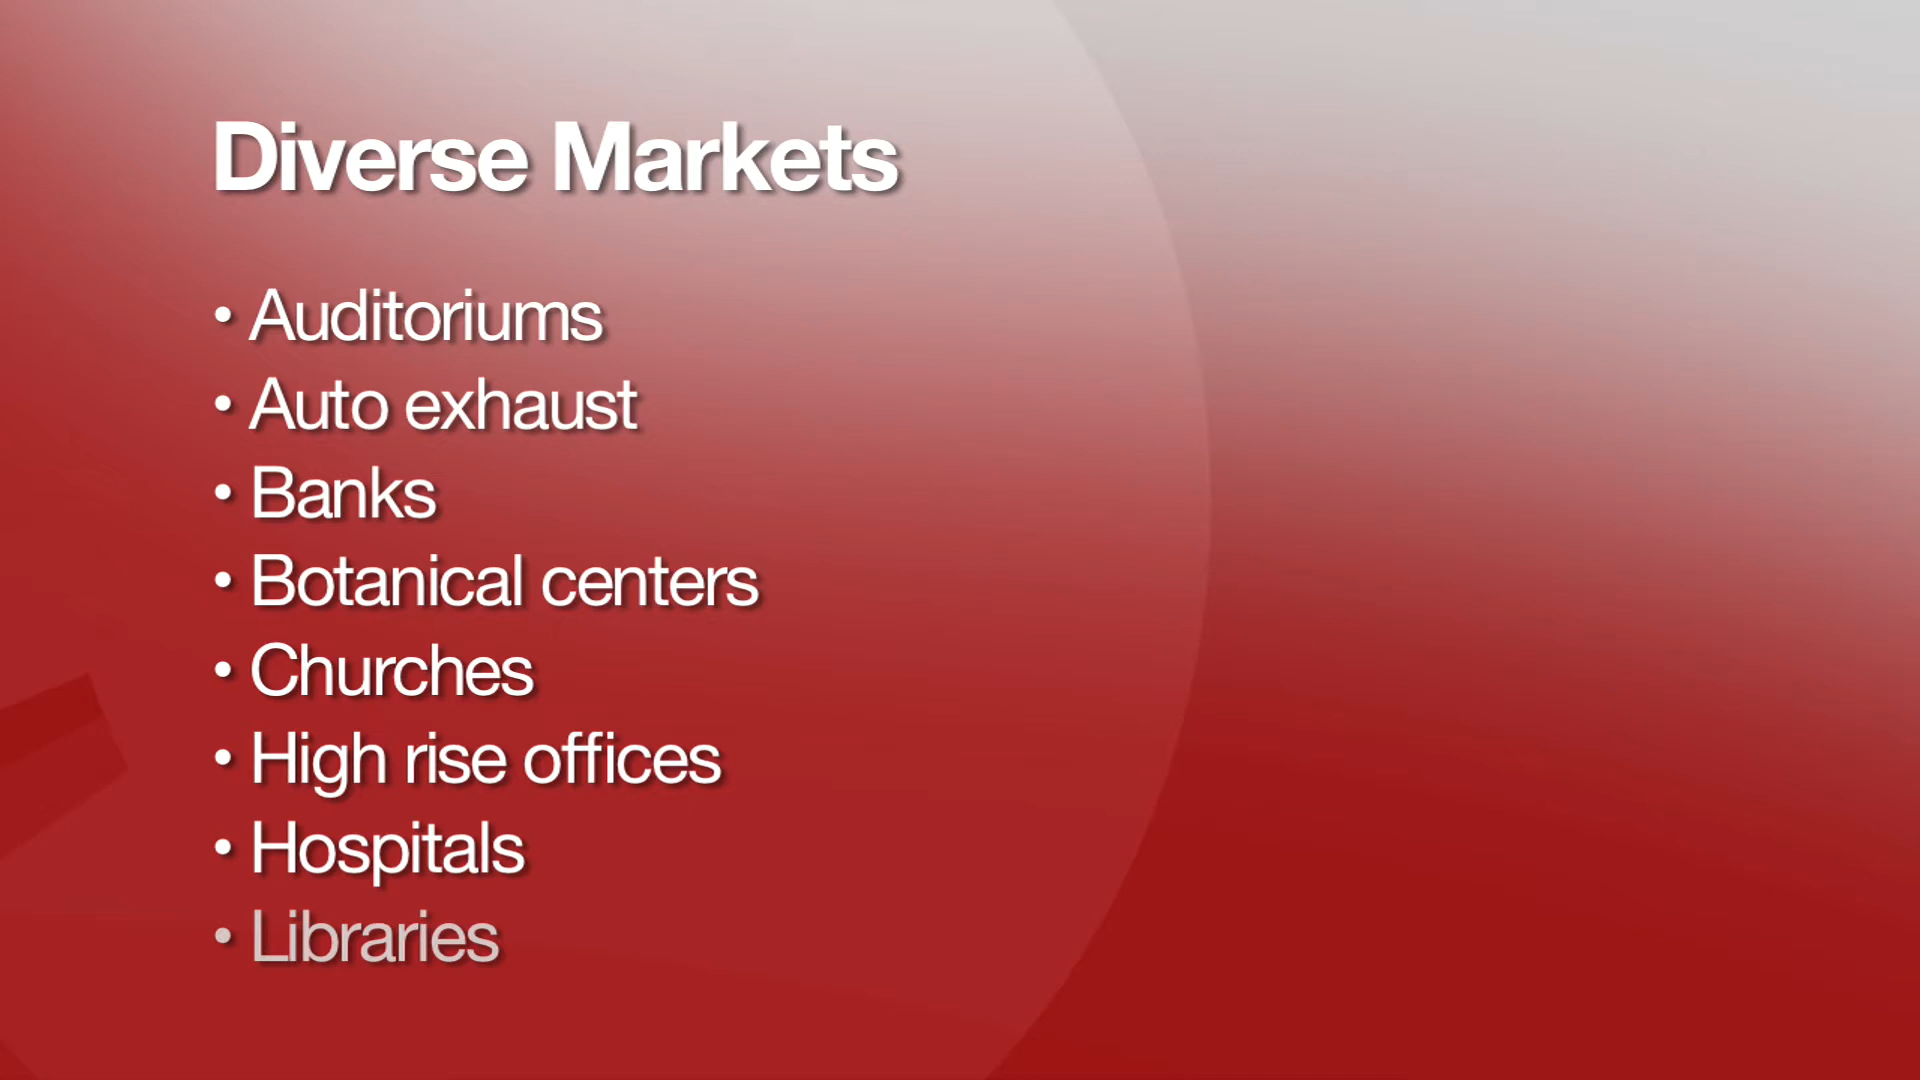 Diverse Markets
• Auditoriums
• Auto exhaust
• Banks
• Botanical centers
• Churches
• High rise offices
• Hospitals
• Libraries